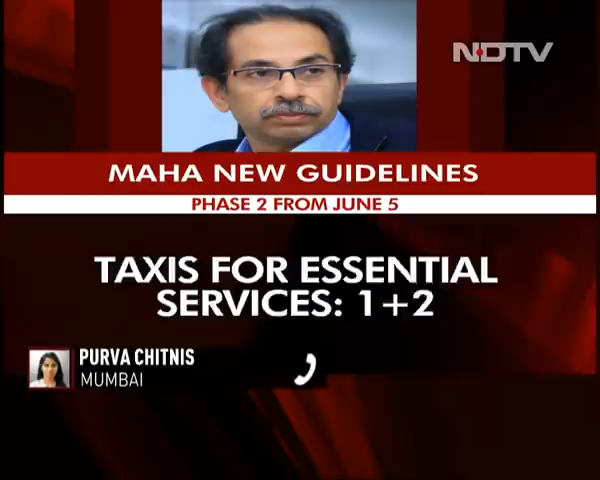 NDTV
MAHA NEW GUIDELINES
PHASE 2 FROM JUNE 5
TAXIS FOR ESSENTIAL
SERVICES: 1+2
PURVA CHITNIS
MUMBAI